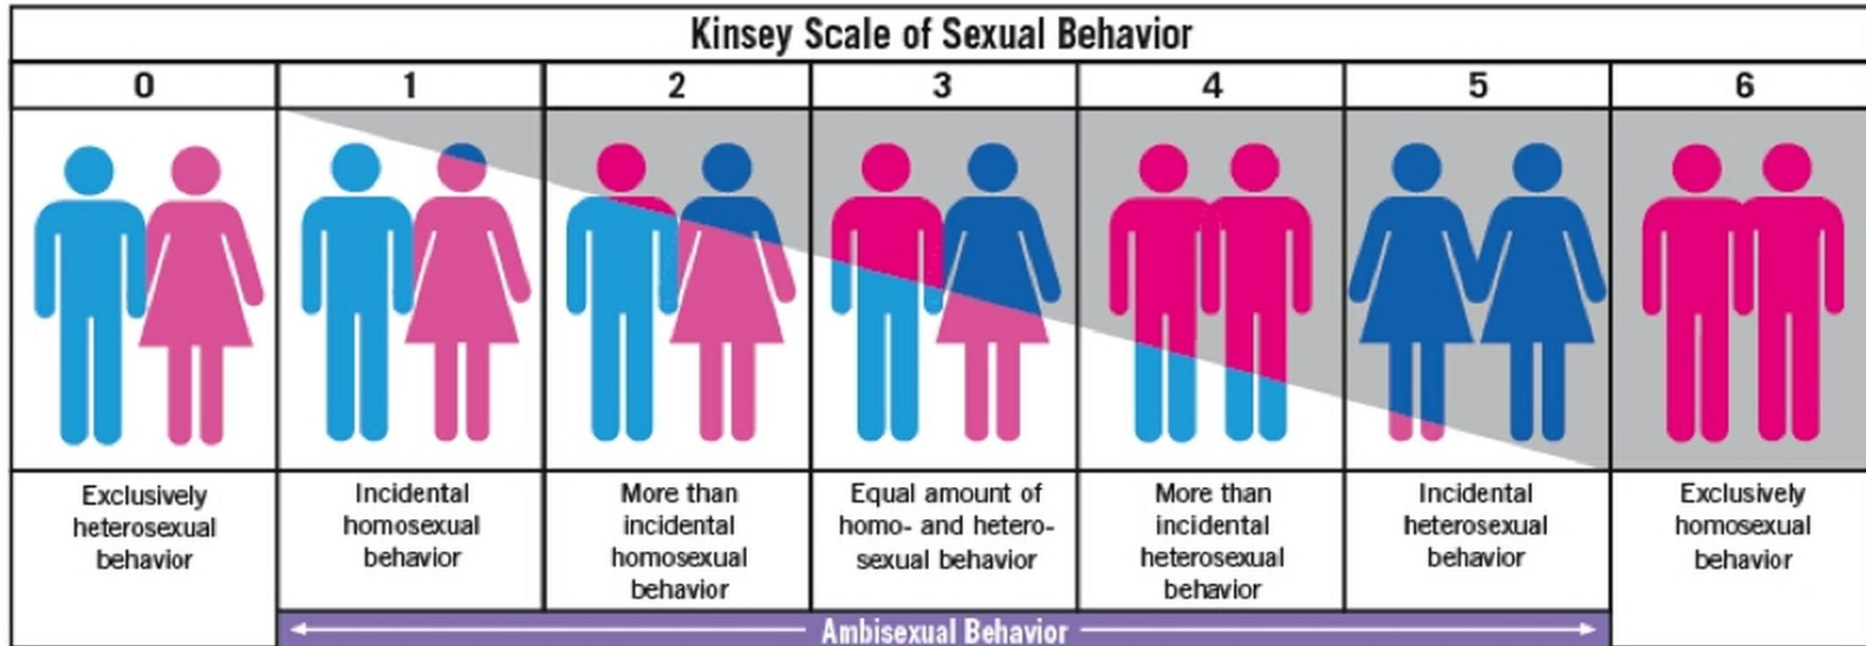 Kinsey Scale of Sexual Behavior
0 1 2 3 4 5 6
Exclusively
heterosexual
behavior
Incidental
homosexual
behavior
More than
incidental
homosexual
behavior
Equal amount of
homo- and hetero-
sexual behavior
More than
incidental
heterosexual
behavior
Incidental
heterosexual
behavior
Exclusively
homosexual
behavior
Ambisexual Behavior